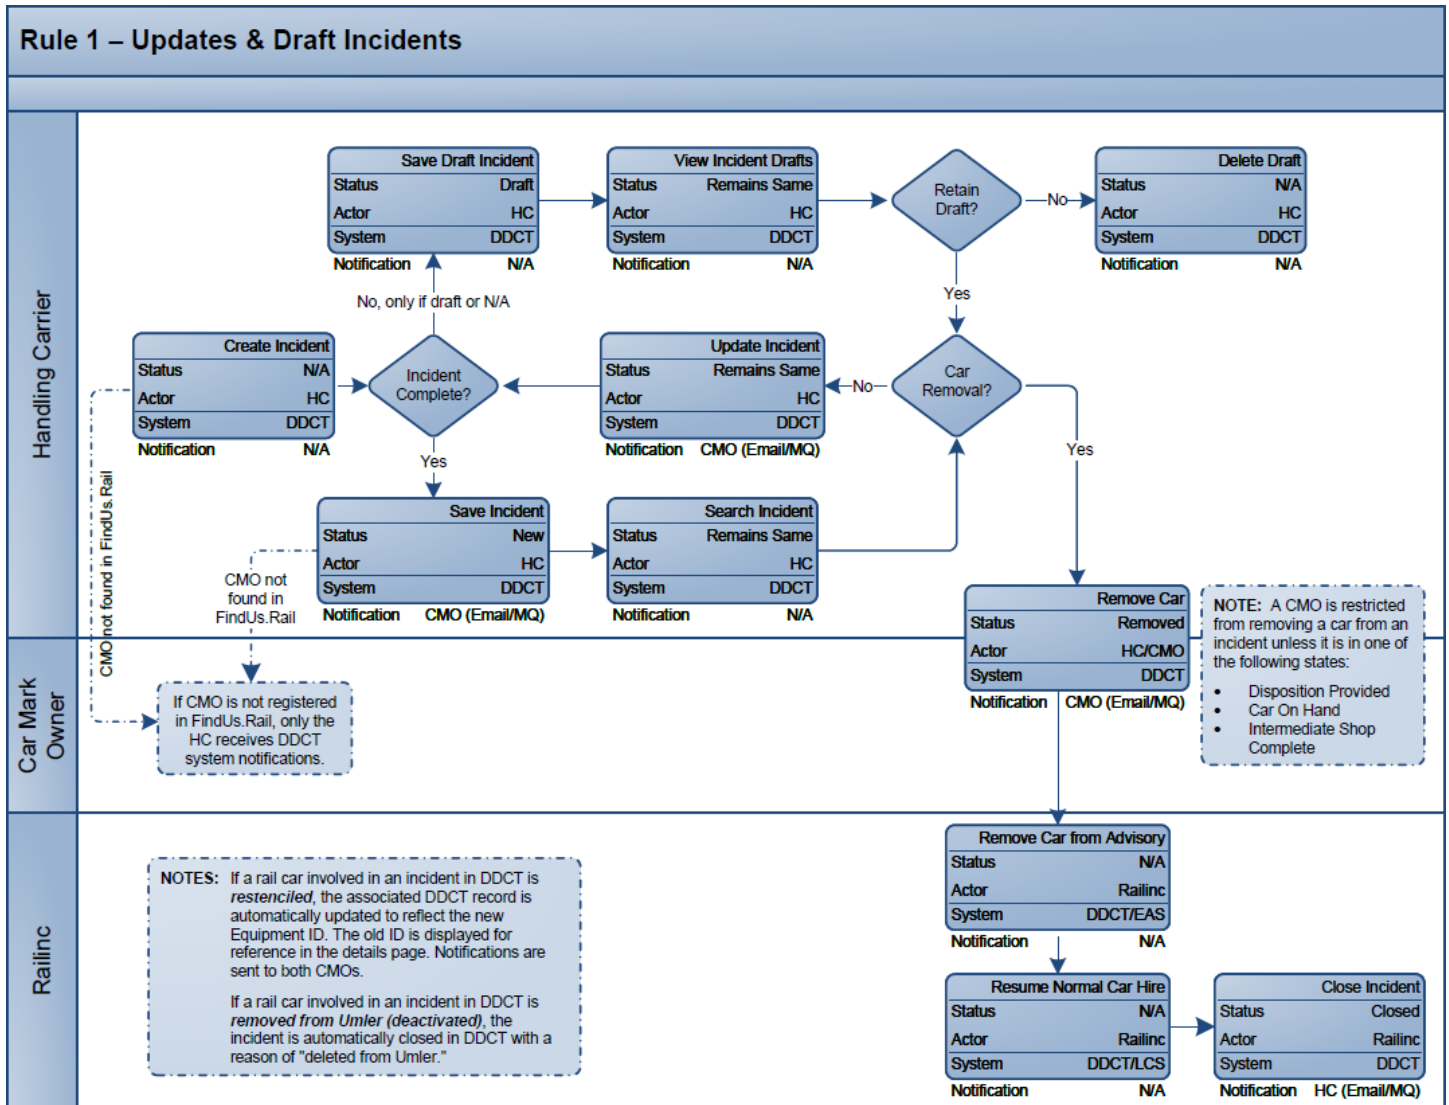 Rule 1 – Updates & Draft Incidents
Handling Carrier
Save Draft Incident
Status Draft
Actor HC
System DDCT
Notification N/A
View Incident Drafts
Status Remains Same
Actor HC
System DDCT
Notification N/A
Retain
Draft?
No
Delete Draft
Status N/A
Actor HC
System DDCT
Notification N/A
Yes
No, only if draft or N/A
Create Incident
Status N/A
Actor HC
System DDCT
Notification N/A
Incident
Complete?
Update Incident
Status Remains Same
Actor HC
System DDCT
Notification CMO (Email/MQ)
No
Car
Removal?
Yes
Yes
CMO not found in FindUs.Rail
Save Incident
Status New
Actor HC
System DDCT
Notification CMO (Email/MQ)
Search Incident
Status Remains Same
Actor HC
System DDCT
Notification N/A
CMO not
found in
FindUs.Rail
Remove Car
Status Removed
Actor HC/CMO
System DDCT
Notification CMO (Email/MQ)
NOTE: A CMO is restricted
from removing a car from an
incident unless it is in one of
the following states:
• Disposition Provided
• Car On Hand
• Intermediate Shop
Complete
Car Mark
Owner
If CMO is not registered
in FindUs.Rail, only the
HC receives DDCT
system notifications.
Railinc
NOTES: If a rail car involved in an incident in DDCT is
restenciled, the associated DDCT record is
automatically updated to reflect the new
Equipment ID. The old ID is displayed for
reference in the details page. Notifications are
sent to both CMOs.
If a rail car involved in an incident in DDCT is
removed from Umler (deactivated), the
incident is automatically closed in DDCT with a
reason of "deleted from Umler."
Remove Car from Advisory
Status N/A
Actor Railinc
System DDCT/EAS
Notification N/A
Resume Normal Car Hire
Status N/A
Actor Railinc
System DDCT/LCS
Notification N/A
Close Incident
Status Closed
Actor Railinc
System DDCT
Notification HC (Email/MQ)